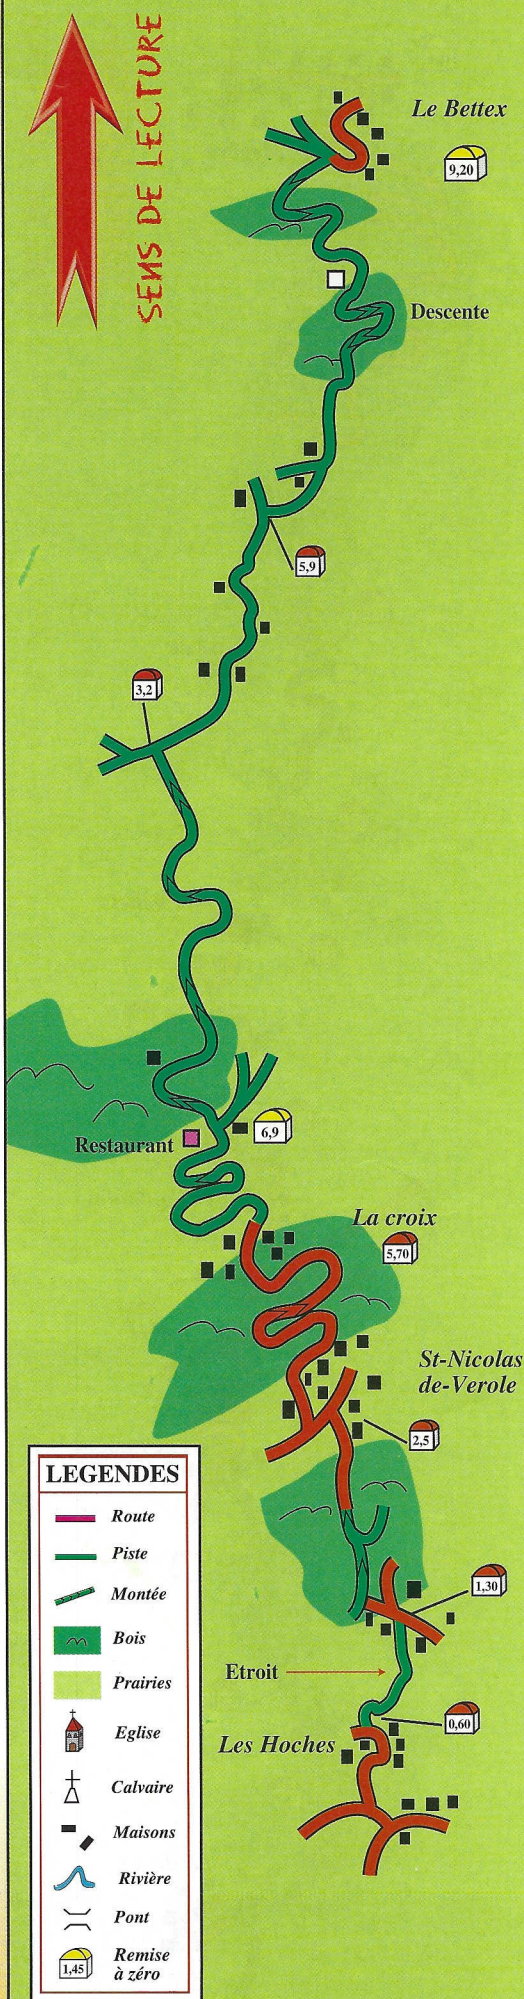 SENS DE LECTURE
Le Bettex
9,20
Descente
5,9
3,2
6,9
Restaurant
La croix
5,70
St-Nicolas
de-Verole
2,5
LEGENDES
Route
Piste
Montée
Bois
Prairies
Eglise
Calvaire
Maisons
Rivière
Pont
1,45
Remise
à zéro
1,30
Etroit
0,60
Les Hoches